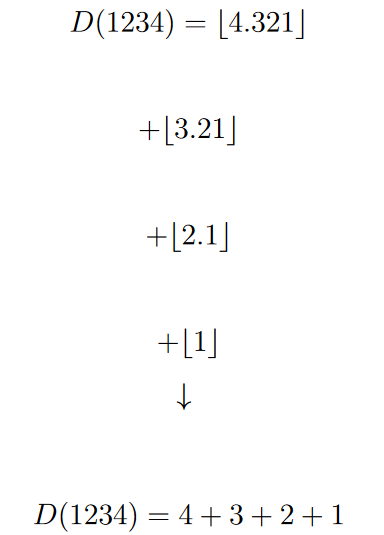 D(1234) = ⌊4.321⌋
+⌊3.21⌋
+⌊2.1⌋
+⌊1⌋
↓
D(1234) = 4 + 3 + 2 + 1